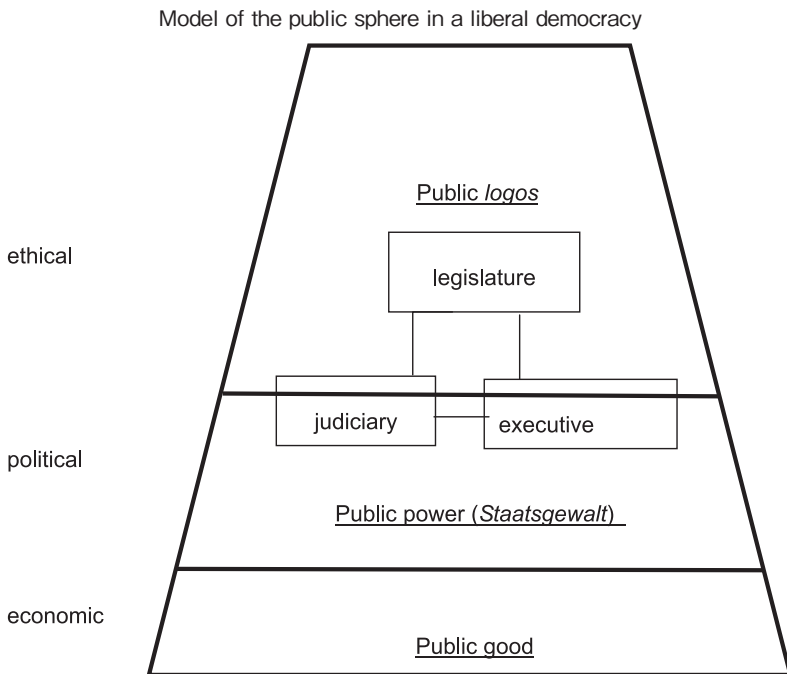 Model of the public sphere in a liberal democracy
Public logos
ethical
legislature
judiciary
executive
political
Public power (Staatsgewalt)
economic
Public good